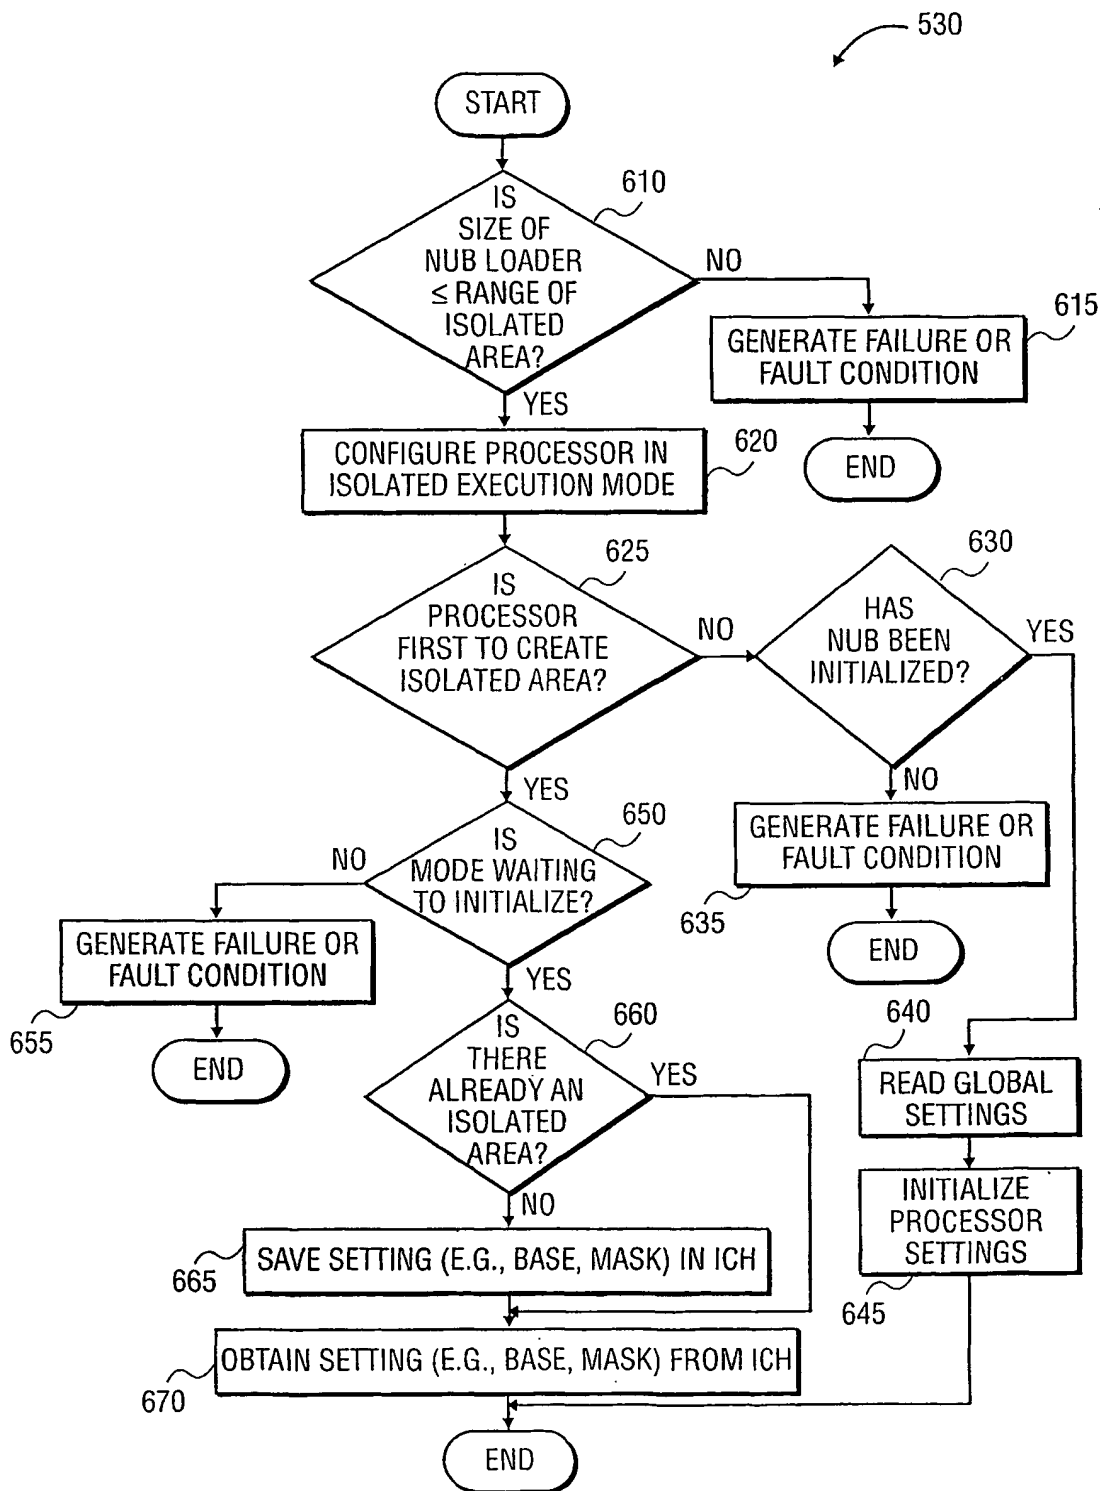 530
START
610
IS
SIZE OF
NUB LOADER
≤ RANGE OF
ISOLATED
AREA?
NO
615
GENERATE FAILURE OR
FAULT CONDITION
END
YES
620
CONFIGURE PROCESSOR IN
ISOLATED EXECUTION MODE
625
IS
PROCESSOR
FIRST TO CREATE
ISOLATED AREA?
NO
630
HAS
NUB BEEN
INITIALIZED?
YES
NO
GENERATE FAILURE OR
FAULT CONDITION
635
END
YES
650
IS
MODE WAITING
TO INITIALIZE?
NO
GENERATE FAILURE OR
FAULT CONDITION
655
END
YES
660
IS
THERE
ALREADY AN
ISOLATED
AREA?
YES
640
READ GLOBAL
SETTINGS
INITIALIZE
PROCESSOR
SETTINGS
645
NO
SAVE SETTING (E.G., BASE, MASK) IN ICH
665
OBTAIN SETTING (E.G., BASE, MASK) FROM ICH
670
END